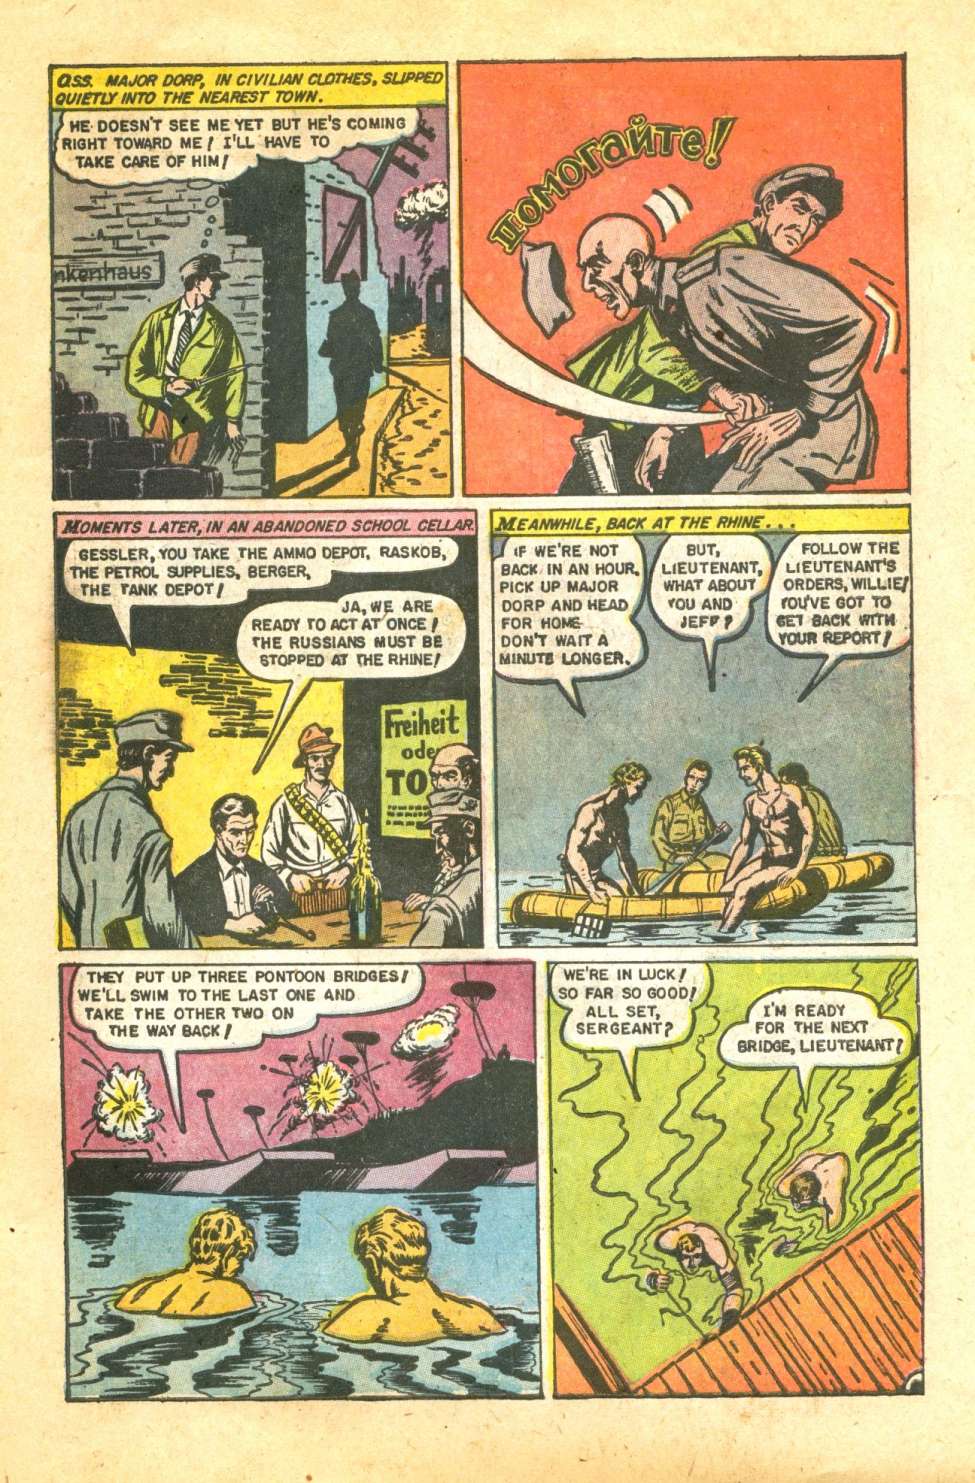 O.S.S. MAJOR DORP, IN CIVILIAN CLOTHES, SLIPPED
QUIETLY INTO THE NEAREST TOWN.
HE DOESN'T SEE ME YET BUT HE'S COMING
RIGHT TOWARD ME! I'LL HAVE TO
TAKE CARE OF HIM!
nkenhaus
ПОМОГАЙТЕ!
MOMENTS LATER, IN AN ABANDONED SCHOOL CELLAR.
GESSLER, YOU TAKE THE AMMO DEPOT, RASKOB,
THE PETROL SUPPLIES, BERGER,
THE TANK DEPOT!
JA, WE ARE
READY TO ACT AT ONCE!
THE RUSSIANS MUST BE
STOPPED AT THE RHINE!
Freiheit
oder
TO
MEANWHILE, BACK AT THE RHINE...
IF WE'RE NOT
BACK IN AN HOUR,
PICK UP MAJOR
DORP AND HEAD
FOR HOME
DON'T WAIT A
MINUTE LONGER.
BUT,
LIEUTENANT,
WHAT ABOUT
YOU AND
JEFF?
FOLLOW THE
LIEUTENANT'S
ORDERS, WILLIE!
YOU'VE GOT TO
GET BACK WITH
YOUR REPORT!
THEY PUT UP THREE PONTOON BRIDGES!
WE'LL SWIM TO THE LAST ONE AND
TAKE THE OTHER TWO ON
THE WAY BACK!
WE'RE IN LUCK!
SO FAR SO GOOD!
ALL SET,
SERGEANT?
I'M READY
FOR THE NEXT
BRIDGE, LIEUTENANT!